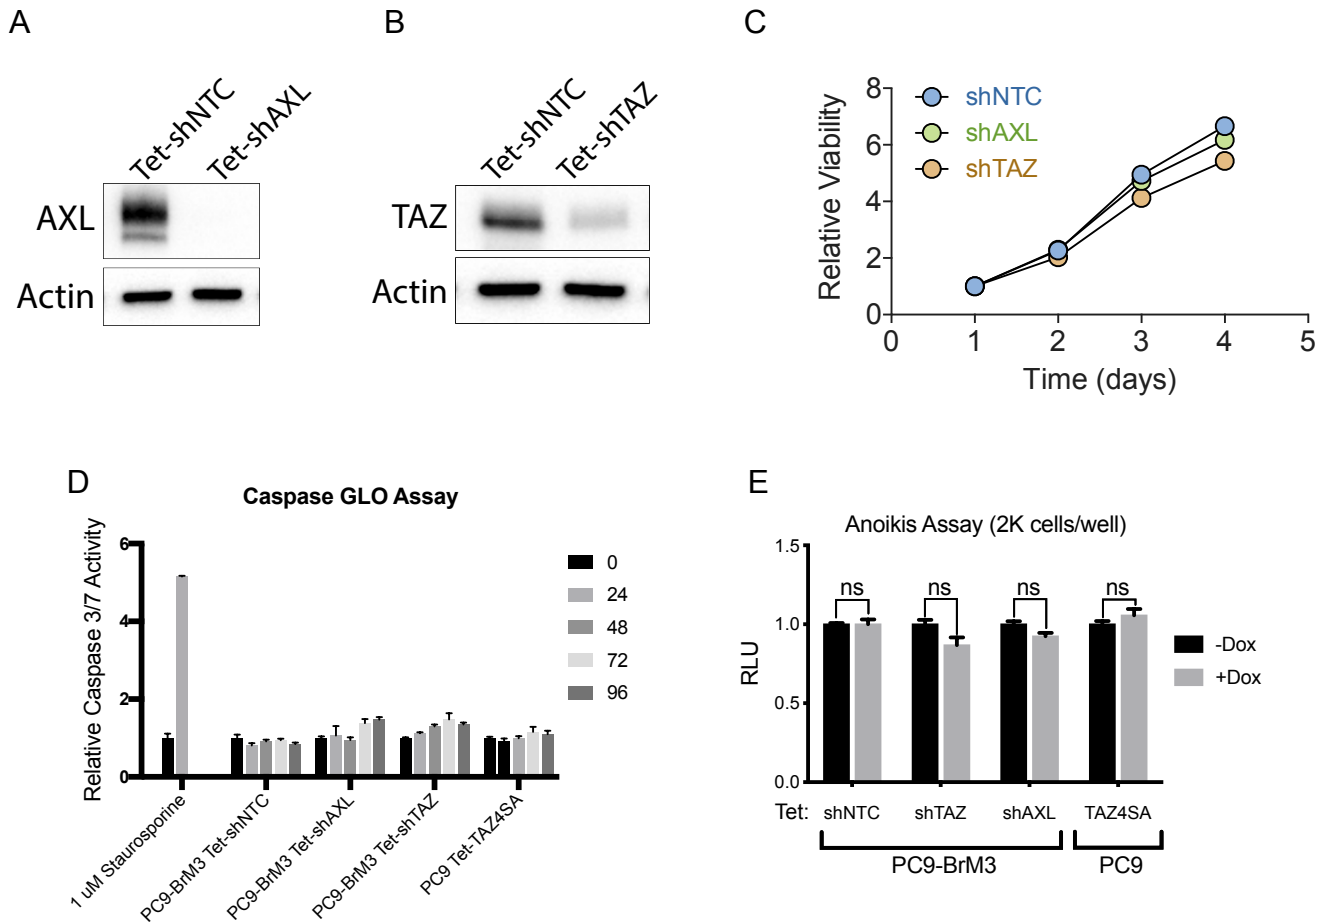 A
Tet-shNTC
Tet-shAXL
AXL
Actin
B
Tet-shNTC
Tet-shTAZ
TAZ
Actin
C
shNTC
shAXL
shTAZ
Relative Viability
8
6
4
2
0
0 1 2 3 4 5
Time (days)
D
Caspase GLO Assay
Relative Caspase 3/7 Activity
6
4
2
0
0
24
48
72
96
1 uM Staurosporine
PC9-BrM3 Tet-shNTC
PC9-BrM3 Tet-shAXL
PC9-BrM3 Tet-shTAZ
PC9 Tet-TAZ4SA
E
Anoikis Assay (2K cells/well)
RLU
1.5
1.0
0.5
0.0
ns ns ns ns
-Dox
+Dox
Tet: shNTC shTAZ shAXL TAZ4SA
PC9-BrM3 PC9